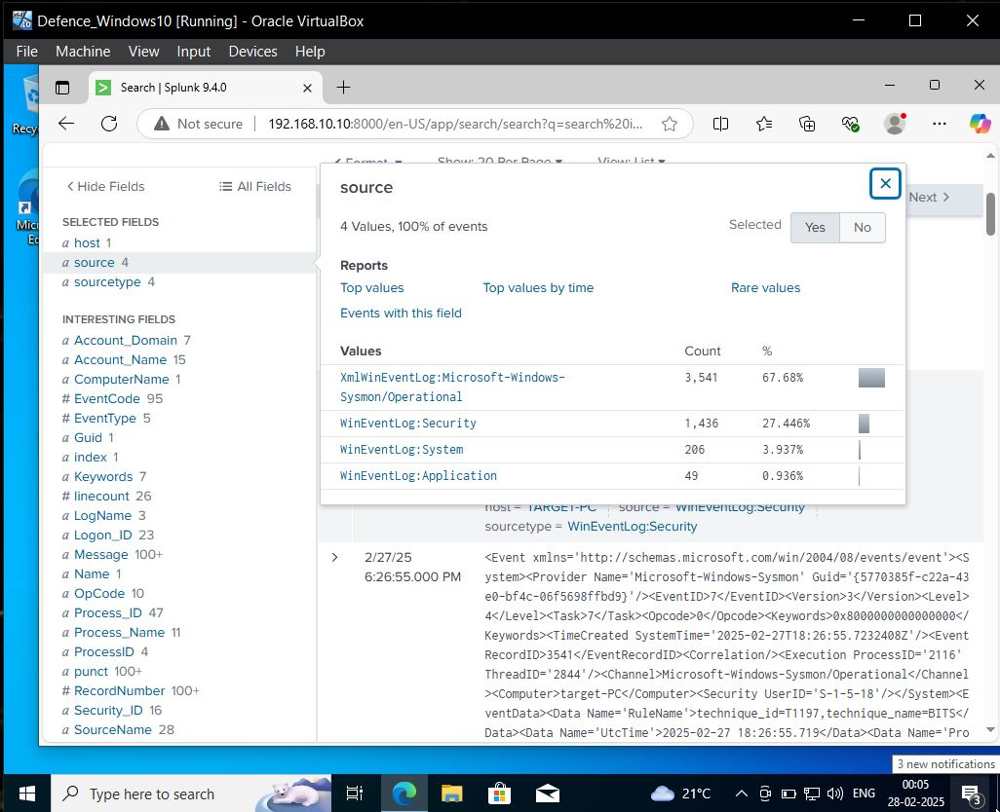 Defence_Windows10 [Running] - Oracle VirtualBox
File Machine View Input Devices Help
Search | Splunk 9.4.0
Not secure 192.168.10.10:8000/en-US/app/search/search?q=search%20i...
Recy
Micr
Ed
Format Show: 20 Per Page View: List
Next >
< Hide Fields All Fields
SELECTED FIELDS
a host 1
a source 4
a sourcetype 4
INTERESTING FIELDS
a Account_Domain 7
a Account_Name 15
a ComputerName 1
# EventCode 95
# EventType 5
a Guid 1
a index 1
a Keywords 7
# linecount 26
a LogName 3
a Logon_ID 23
a Message 100+
a Name 1
a OpCode 10
a Process_ID 47
a Process_Name 11
a ProcessID 4
a punct 100+
# RecordNumber 100+
a Security_ID 16
a SourceName 28
source
4 Values, 100% of events Selected Yes No
Reports
Top values Top values by time Rare values
Events with this field
Values Count %
XmlWinEventLog:Microsoft-Windows- 3,541 67.68%
Sysmon/Operational
WinEventLog:Security 1,436 27.446%
WinEventLog:System 206 3.937%
WinEventLog:Application 49 0.936%
host = TARGET-PC source = WinEventLog:Security
sourcetype = WinEventLog:Security
> 2/27/25
6:26:55.000 PM
<Event xmlns='http://schemas.microsoft.com/win/2004/08/events/event'><S
ystem><Provider Name='Microsoft-Windows-Sysmon' Guid='{5770385f-c22a-43
e0-bf4c-06f5698ffbd9}'/><EventID>7</EventID><Version>3</Version><Level>
4</Level><Task>7</Task><Opcode>0</Opcode><Keywords>0x8000000000000000</
Keywords><TimeCreated SystemTime='2025-02-27T18:26:55.7232408Z'/><Event
RecordID>3541</EventRecordID><Correlation/><Execution ProcessID='2116'
ThreadID='2844'/><Channel>Microsoft-Windows-Sysmon/Operational</Channel
><Computer>target-PC</Computer><Security UserID='S-1-5-18'/></System><E
ventData><Data Name='RuleName'>technique_id=T1197,technique_name=BITS</
Data><Data Name='UtcTime'>2025-02-27 18:26:55.719</Data><Data Name='Pro
3 new notifications
Type here to search
21°C
ENG
00:05
28-02-2025
3